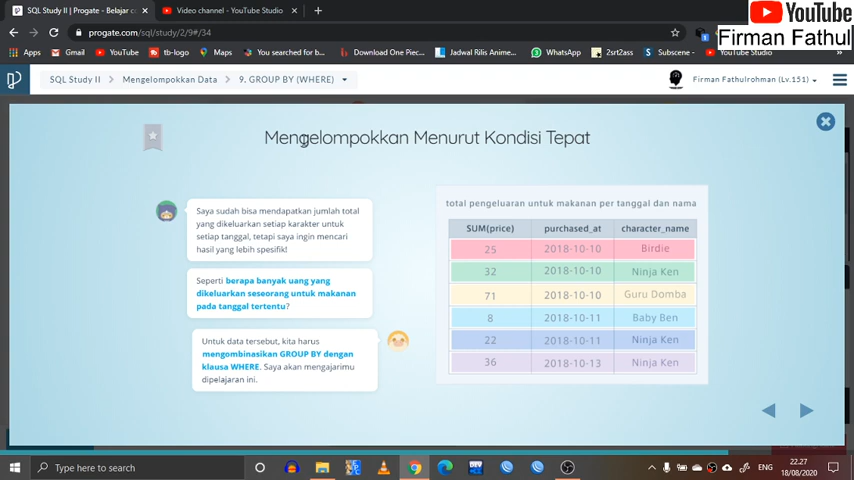 SQL Study II | Progate - Belajar co
Video channel - YouTube Studio
YouTube
progate.com/sql/study/2/9#/34
Firman Fathul
Apps
Gmail
YouTube
tb-logo
Maps
You searched for b...
Download One Piec...
Jadwal Rilis Anime...
WhatsApp
2srt2ass
Subscene -
YouTube Studio
SQL Study II
Mengelompokkan Data
9. GROUP BY (WHERE)
Firman Fathulrohman (Lv.151)
Mengelompokkan Menurut Kondisi Tepat
Saya sudah bisa mendapatkan jumlah total
yang dikeluarkan setiap karakter untuk
setiap tanggal, tetapi saya ingin mencari
hasil yang lebih spesifik!
Seperti berapa banyak uang yang
dikeluarkan seseorang untuk makanan
pada tanggal tertentu?
Untuk data tersebut, kita harus
mengombinasikan GROUP BY dengan
klausa WHERE. Saya akan mengajarimu
dipelajaran ini.
total pengeluaran untuk makanan per tanggal dan nama
SUM(price) purchased_at character_name
25 2018-10-10 Birdie
32 2018-10-10 Ninja Ken
71 2018-10-10 Guru Domba
8 2018-10-11 Baby Ben
22 2018-10-11 Ninja Ken
36 2018-10-13 Ninja Ken
Type here to search
ENG
22.27
18/08/2020